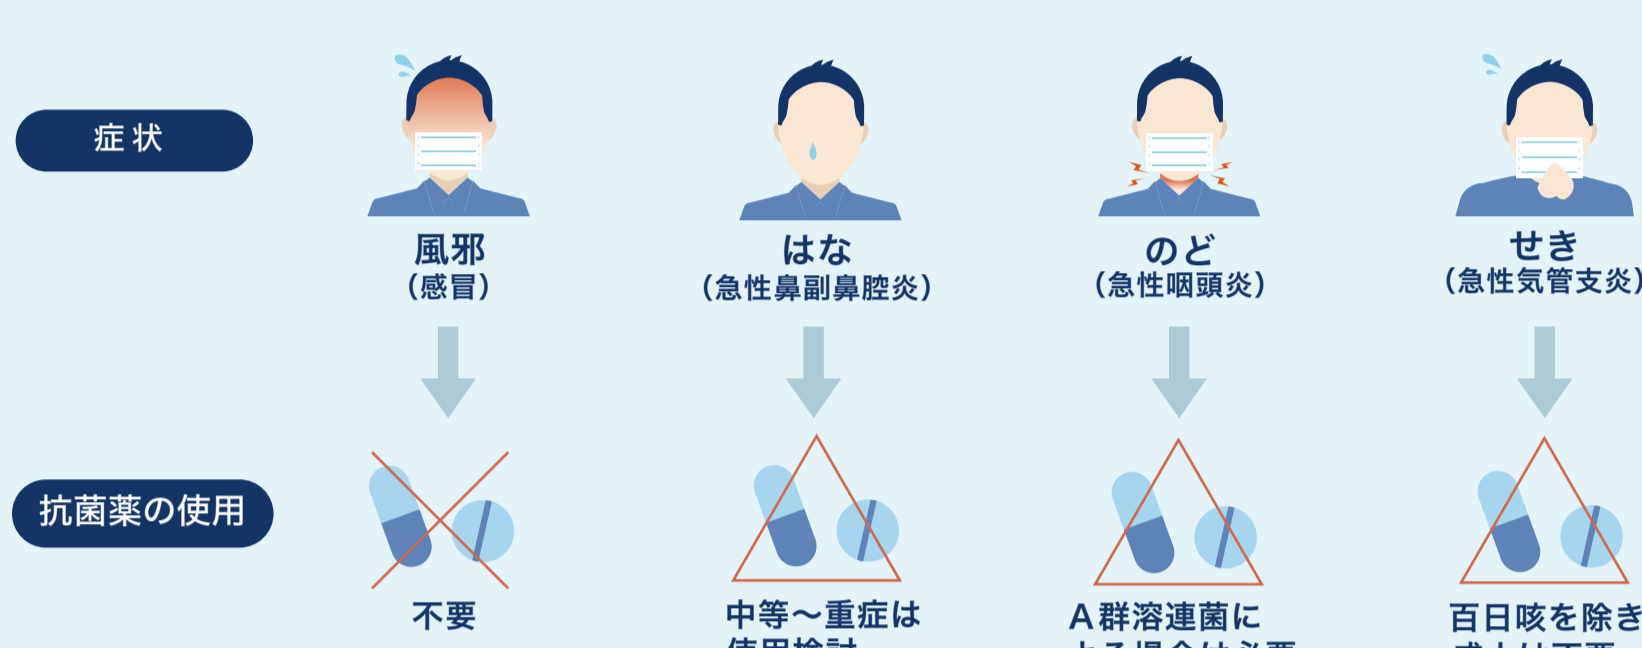 症状
風邪
（感冒）
はな
（急性鼻副鼻腔炎）
のど
（急性咽頭炎）
せき
（急性気管支炎）
抗菌薬の使用
不要
中等～重症は
A群溶連菌に
百日咳を除き